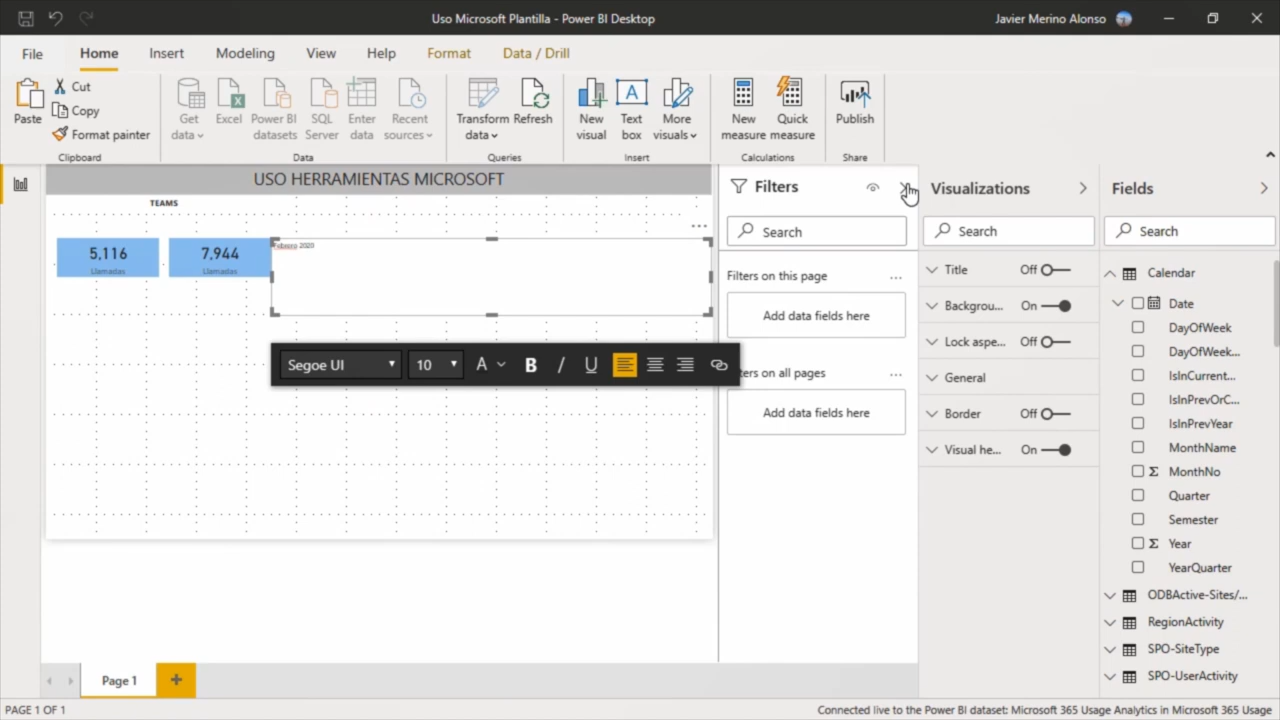 Uso Microsoft Plantilla - Power BI Desktop
Javier Merino Alonso
File
Home
Insert
Modeling
View
Help
Format
Data / Drill
Paste
Cut
Copy
Format painter
Clipboard
Get data
Excel
Power BI datasets
SQL Server
Enter data
Recent sources
Data
Transform data
Refresh
Queries
New visual
Text box
More visuals
Insert
New measure
Quick measure
Calculations
Publish
Share
USO HERRAMIENTAS MICROSOFT
TEAMS
5,116
Llamadas
7,944
Llamadas
Febrero 2020
Segoe UI
10
A
B
I
U
Filters
Search
Filters on this page
Add data fields here
ers on all pages
Add data fields here
Visualizations
Search
Title
Off
Backgrou...
On
Lock aspe...
Off
General
Border
Off
Visual he...
On
Fields
Search
Calendar
Date
DayOfWeek
DayOfWeek...
IsInCurrent...
IsInPrevOrC...
IsInPrevYear
MonthName
MonthNo
Quarter
Semester
Year
YearQuarter
ODBActive-Sites/...
RegionActivity
SPO-SiteType
SPO-UserActivity
Page 1
PAGE 1 OF 1
Connected live to the Power BI dataset: Microsoft 365 Usage Analytics in Microsoft 365 Usage